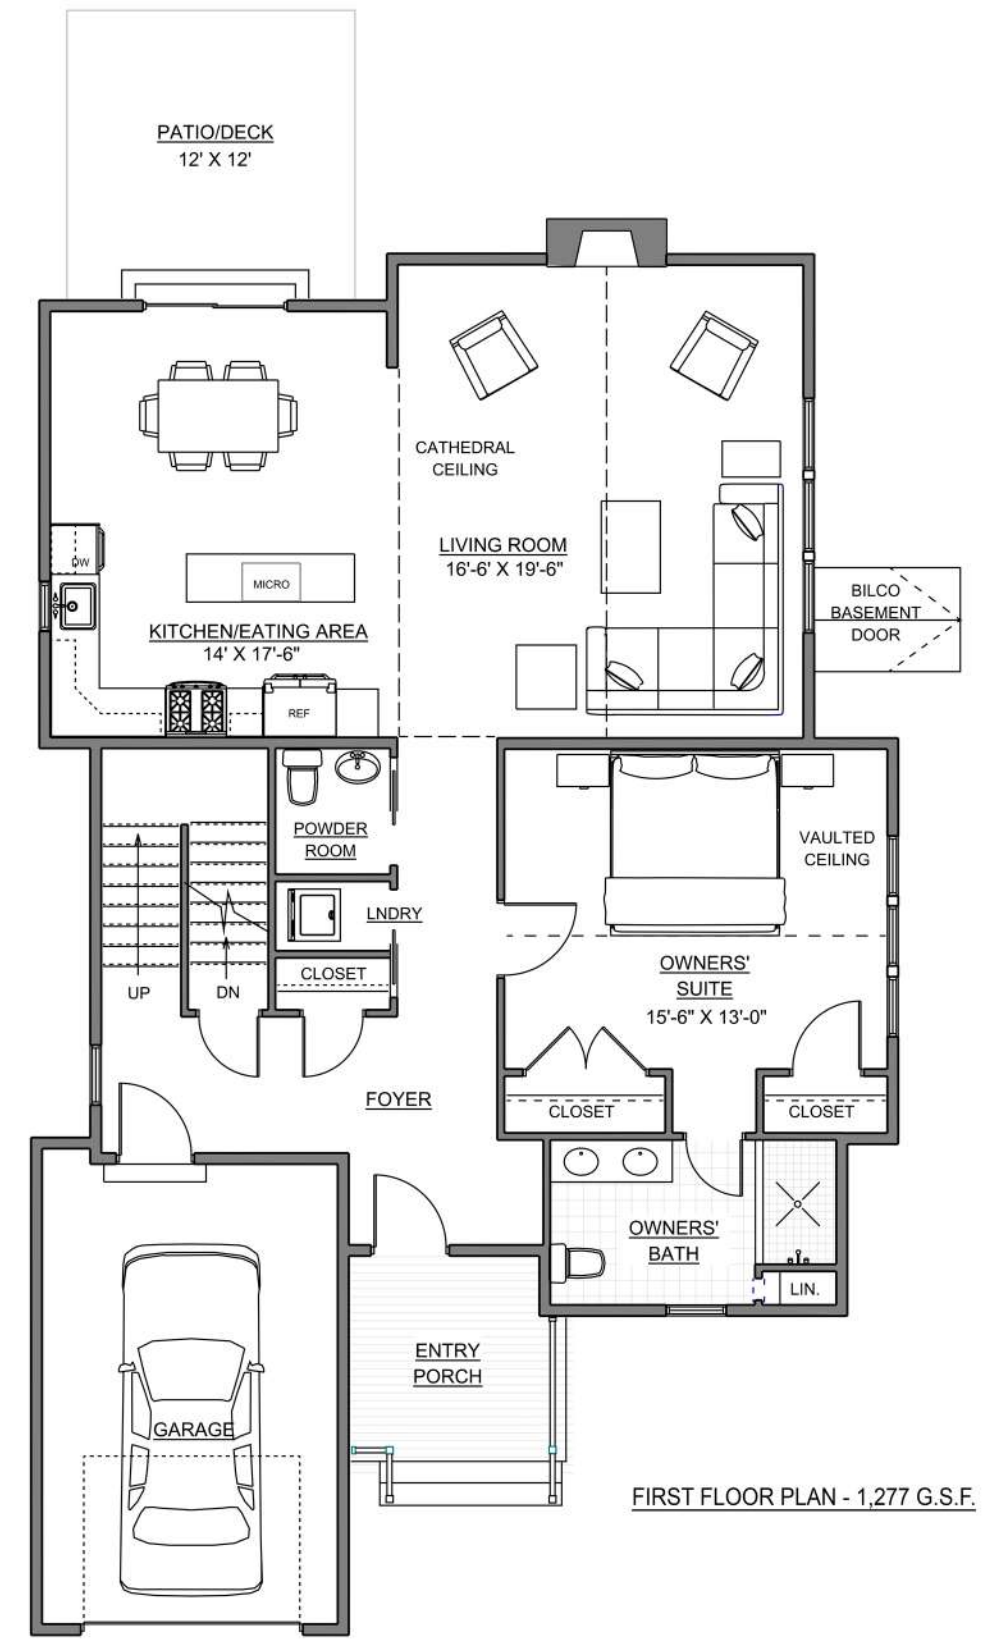 PATIO/DECK
12' X 12'
CATHEDRAL
CEILING
LIVING ROOM
16'-6' X 19'-6"
DW
MICRO
KITCHEN/EATING AREA
14' X 17'-6"
REF
BILCO
BASEMENT
DOOR
POWDER
ROOM
VAULTED
CEILING
LNDRY
CLOSET
UP
DN
OWNERS'
SUITE
15'-6" X 13'-0"
FOYER
CLOSET
CLOSET
OWNERS'
BATH
LIN.
ENTRY
PORCH
GARAGE
FIRST FLOOR PLAN - 1,277 G.S.F.